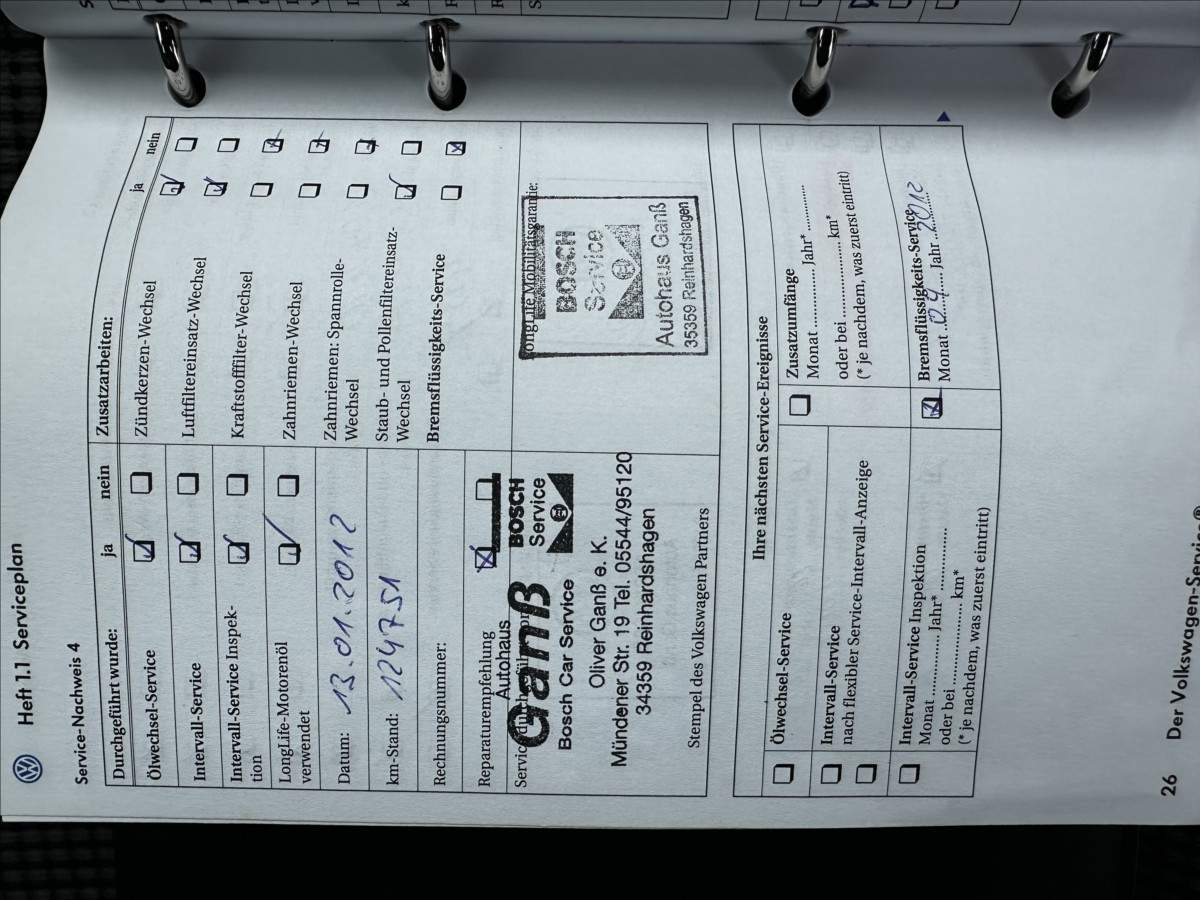 Heft 1.1 Serviceplan
Service-Nachweis 4
Durchgeführt wurde: ja nein
Ölwechsel-Service
Intervall-Service
Intervall-Service Inspek-
tion
LongLife-Motorenöl
verwendet
Datum: 13.01.2012
km-Stand: 124751
Rechnungsnummer:
Reparaturempfehlung
Autohaus
Ganß
BOSCH
Service
Bosch Car Service
Oliver Ganß e. K.
Mündener Str. 19 Tel. 05544/95120
34359 Reinhardshagen
Stempel des Volkswagen Partners
Zusatzarbeiten: ja nein
Zündkerzen-Wechsel
Luftfiltereinsatz-Wechsel
Kraftstofffilter-Wechsel
Zahnriemen-Wechsel
Zahnriemen: Spannrolle-
Wechsel
Staub- und Pollenfiltereinsatz-
Wechsel
Bremsflüssigkeits-Service
LongLife Mobilitätsgarantie:
BOSCH
Service
Autohaus Ganß
35359 Reinhardshagen
Ihre nächsten Service-Ereignisse
Ölwechsel-Service
Intervall-Service
nach flexibler Service-Intervall-Anzeige
Intervall-Service Inspektion
Monat ............ Jahr* ............
oder bei .................... km*
(* je nachdem, was zuerst eintritt)
Zusatzumfänge
Monat ............ Jahr* ............
oder bei .................... km*
(* je nachdem, was zuerst eintritt)
Bremsflüssigkeits-Service
Monat 04 Jahr 2012
26 Der Volkswagen-Service®